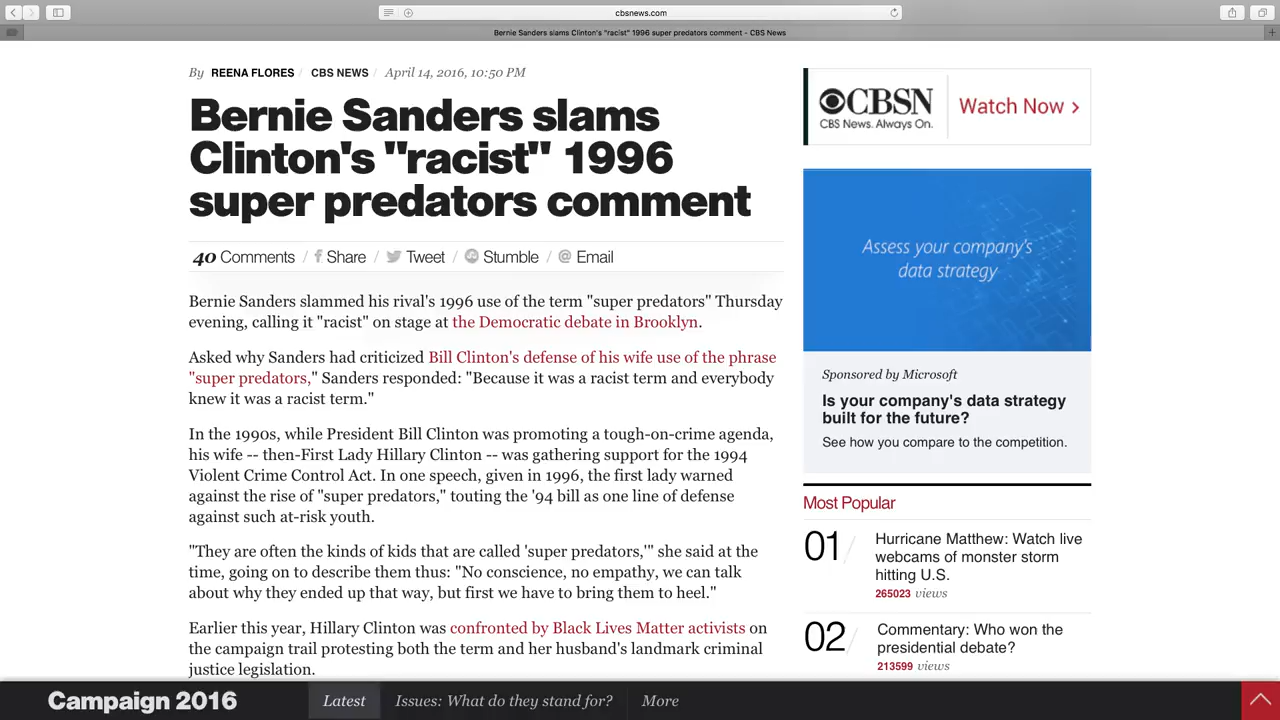 cbsnews.com
Bernie Sanders slams Clinton's "racist" 1996 super predators comment - CBS News
By REENA FLORES / CBS NEWS / April 14, 2016, 10:50 PM
Bernie Sanders slams
Clinton's "racist" 1996
super predators comment
40 Comments / Share / Tweet / Stumble / Email
Bernie Sanders slammed his rival's 1996 use of the term "super predators" Thursday
evening, calling it "racist" on stage at the Democratic debate in Brooklyn.
Asked why Sanders had criticized Bill Clinton's defense of his wife use of the phrase
"super predators," Sanders responded: "Because it was a racist term and everybody
knew it was a racist term."
In the 1990s, while President Bill Clinton was promoting a tough-on-crime agenda,
his wife -- then-First Lady Hillary Clinton -- was gathering support for the 1994
Violent Crime Control Act. In one speech, given in 1996, the first lady warned
against the rise of "super predators," touting the '94 bill as one line of defense
against such at-risk youth.
"They are often the kinds of kids that are called 'super predators,'" she said at the
time, going on to describe them thus: "No conscience, no empathy, we can talk
about why they ended up that way, but first we have to bring them to heel."
Earlier this year, Hillary Clinton was confronted by Black Lives Matter activists on
the campaign trail protesting both the term and her husband's landmark criminal
justice legislation.
CBSN
CBS News. Always On.
Watch Now >
Assess your company's
data strategy
Sponsored by Microsoft
Is your company's data strategy
built for the future?
See how you compare to the competition.
Most Popular
01 / Hurricane Matthew: Watch live
webcams of monster storm
hitting U.S.
265023 views
02 / Commentary: Who won the
presidential debate?
213599 views
Campaign 2016
Latest
Issues: What do they stand for?
More